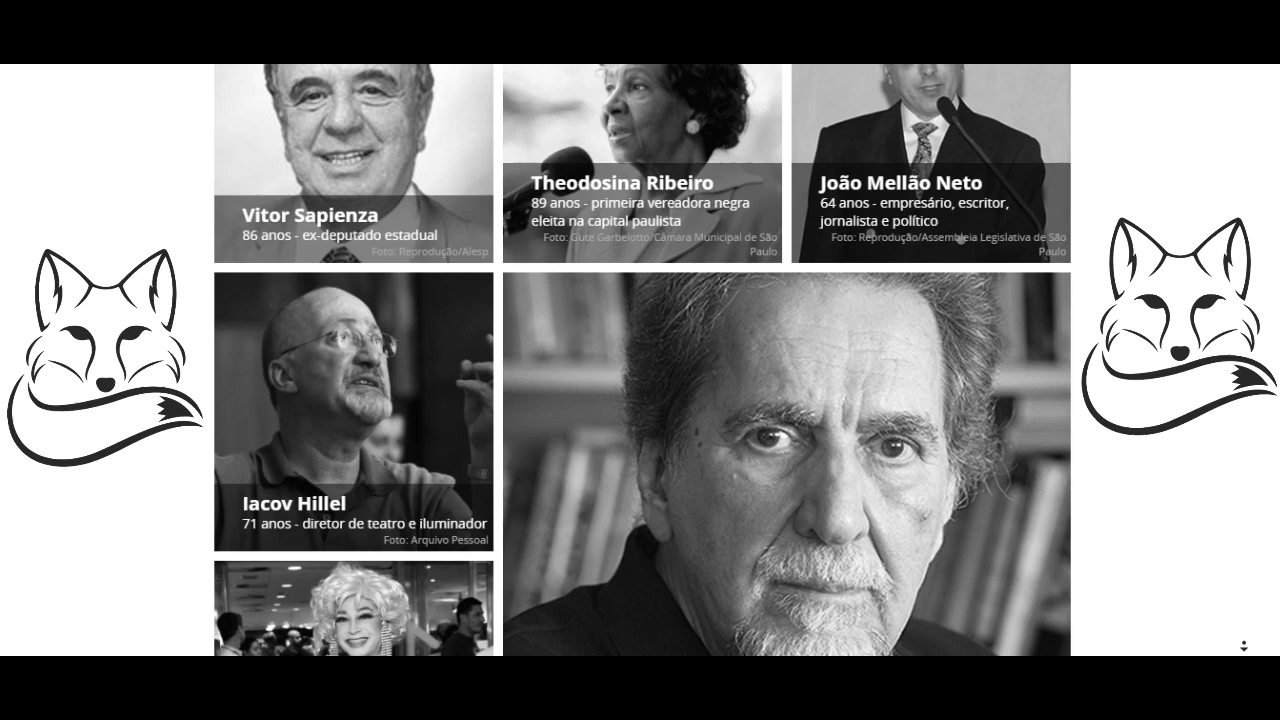 Vitor Sapienza
86 anos - ex-deputado estadual
Foto: Reprodução/Alesp
Theodosina Ribeiro
89 anos - primeira vereadora negra
eleita na capital paulista
Foto: Gute Garbelotto/Câmara Municipal de São
Paulo
João Mellão Neto
64 anos - empresário, escritor,
jornalista e político
Foto: Reprodução/Assembleia Legislativa de São
Paulo
Iacov Hillel
71 anos - diretor de teatro e iluminador
Foto: Arquivo Pessoal